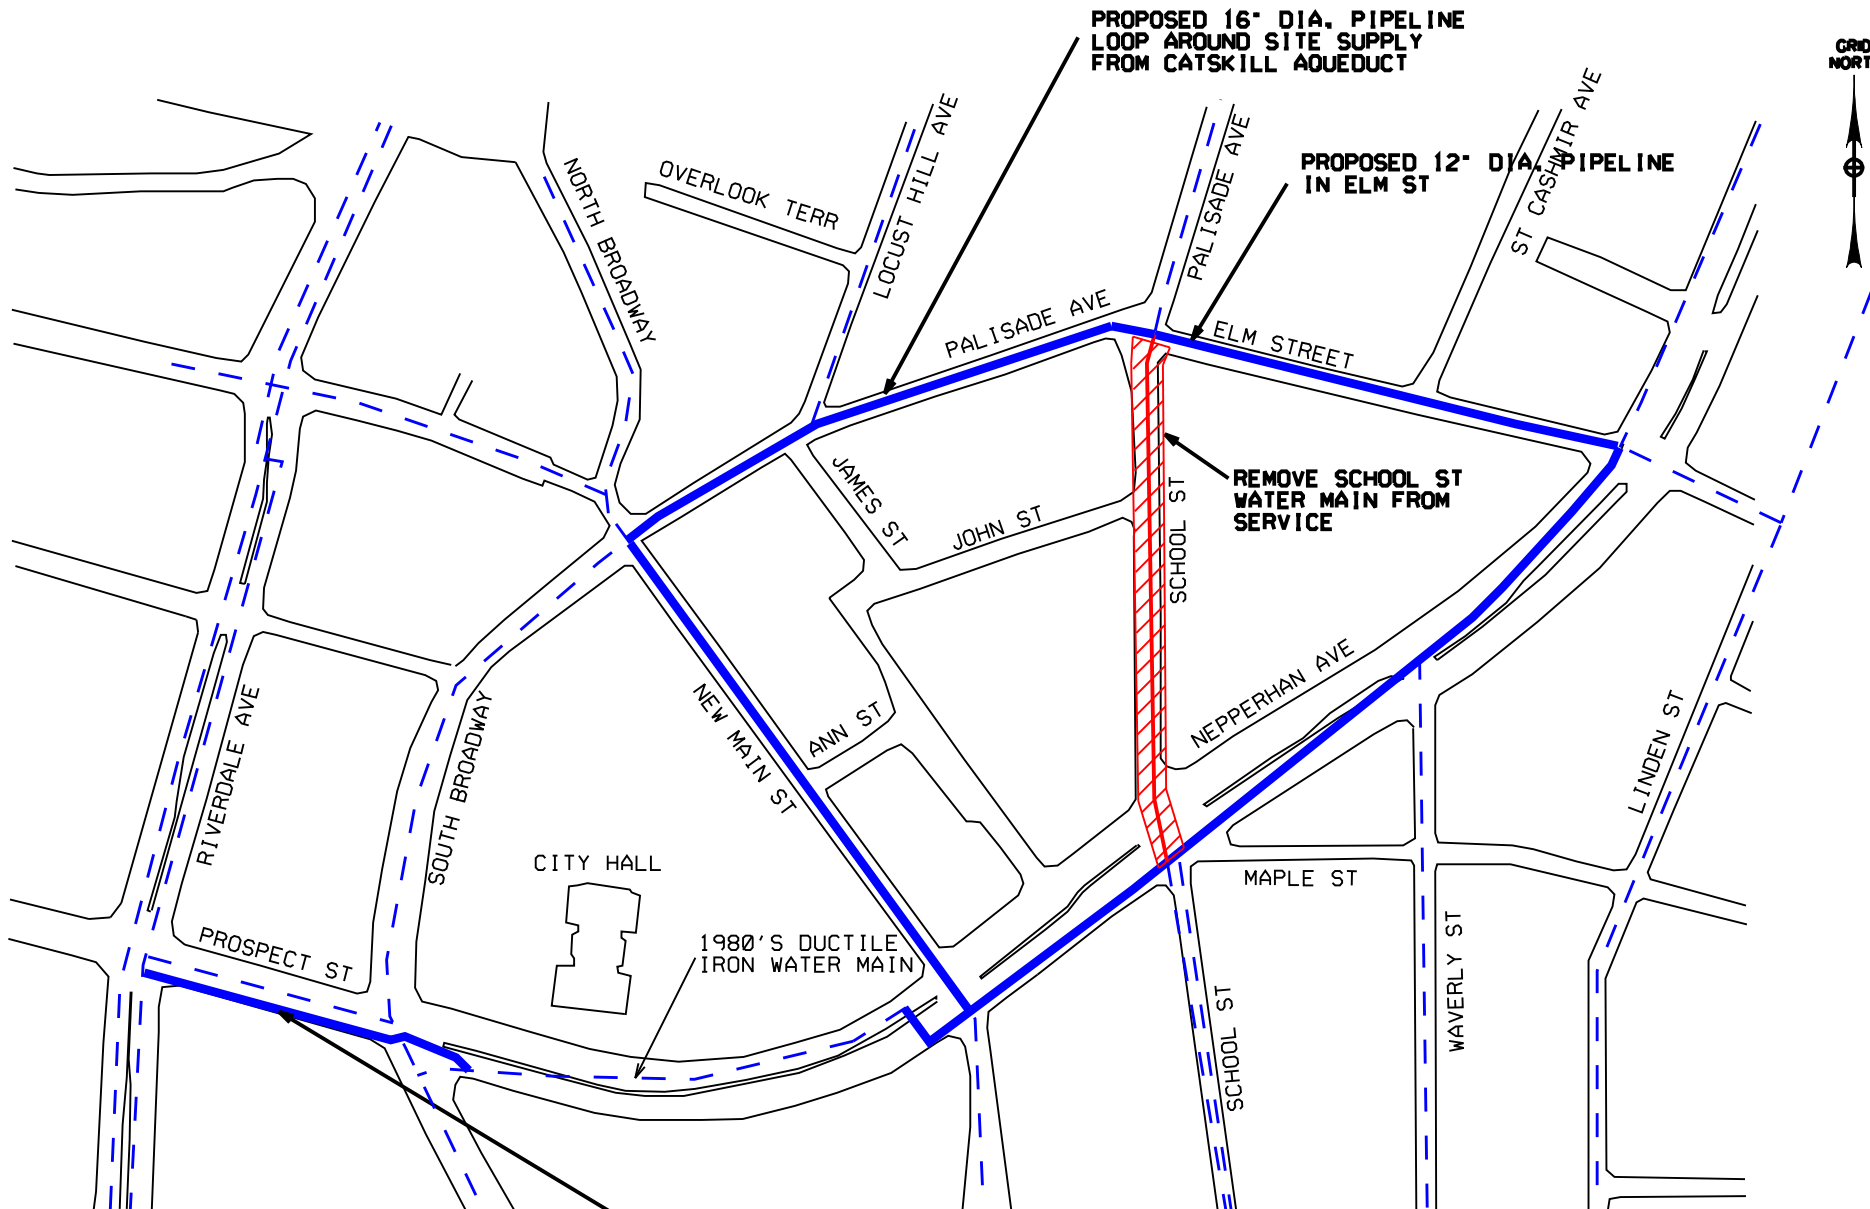 PROPOSED 16" DIA. PIPELINE
LOOP AROUND SITE SUPPLY
FROM CATSKILL AQUEDUCT
GRID
NORT
PROPOSED 12" DIA. PIPELINE
IN ELM ST
ST CASHMIR AVE
PALISADE AVE
LOCUST HILL AVE
OVERLOOK TERR
NORTH BROADWAY
PALISADE AVE
ELM STREET
REMOVE SCHOOL ST
WATER MAIN FROM
SERVICE
JAMES ST
JOHN ST
SCHOOL ST
NEPPERHAN AVE
ANN ST
NEW MAIN ST
LINDEN ST
RIVERDALE AVE
SOUTH BROADWAY
CITY HALL
MAPLE ST
PROSPECT ST
1980'S DUCTILE
IRON WATER MAIN
WAVERLY ST
SCHOOL ST